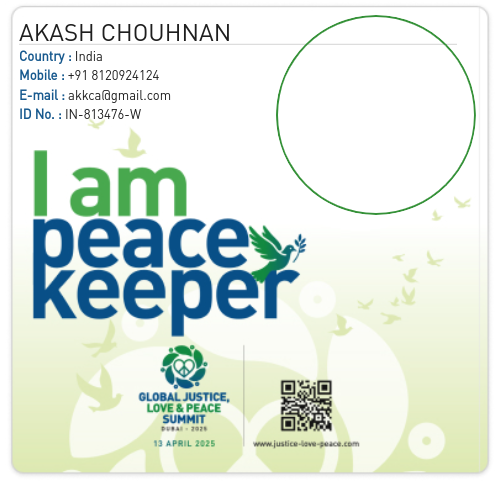 AKASH CHOUHNAN
Country : India
Mobile : +91 8120924124
E-mail : akkca@gmail.com
ID No. : IN-813476-W
I am
peace
keeper
GLOBAL JUSTICE,
LOVE & PEACE
SUMMIT
DUBAI - 2025
13 APRIL 2025
www.justice-love-peace.com